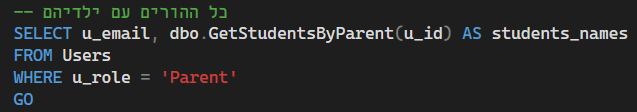 -- כל ההורים עם ילדיהם
SELECT u_email, dbo.GetStudentsByParent(u_id) AS students_names
FROM Users
WHERE u_role = 'Parent'
GO